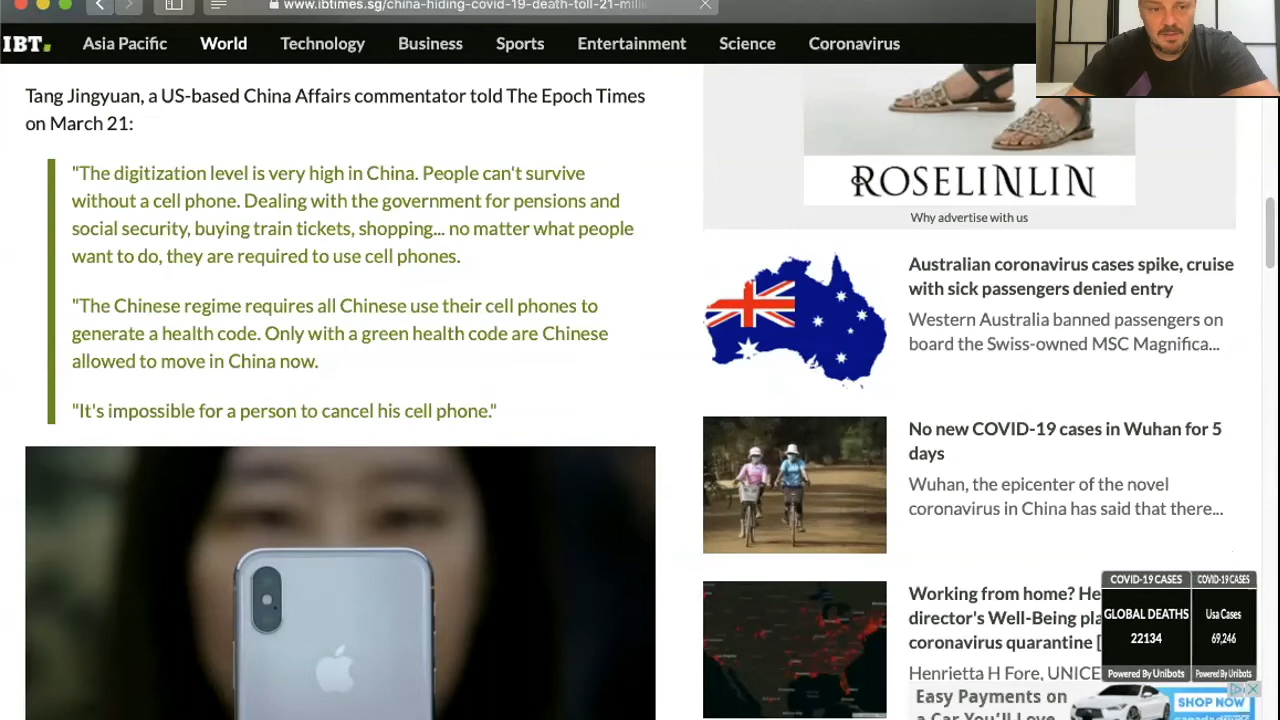 www.ibtimes.sg/china-hiding-covid-19-death-toll-21-milli
IBT.
Asia Pacific
World
Technology
Business
Sports
Entertainment
Science
Coronavirus
Tang Jingyuan, a US-based China Affairs commentator told The Epoch Times
on March 21:
"The digitization level is very high in China. People can't survive
without a cell phone. Dealing with the government for pensions and
social security, buying train tickets, shopping... no matter what people
want to do, they are required to use cell phones.
"The Chinese regime requires all Chinese use their cell phones to
generate a health code. Only with a green health code are Chinese
allowed to move in China now.
"It's impossible for a person to cancel his cell phone."
ROSELINLIN
Why advertise with us
Australian coronavirus cases spike, cruise
with sick passengers denied entry
Western Australia banned passengers on
board the Swiss-owned MSC Magnifica...
No new COVID-19 cases in Wuhan for 5
days
Wuhan, the epicenter of the novel
coronavirus in China has said that there...
Working from home? He
director's Well-Being pla
coronavirus quarantine [
Henrietta H Fore, UNICE
COVID-19 CASES
GLOBAL DEATHS
22134
Powered By Unibots
COVID-19 CASES
Usa Cases
69,246
Powered By Unibots
Easy Payments on
a Car You'll Love
SHOP NOW